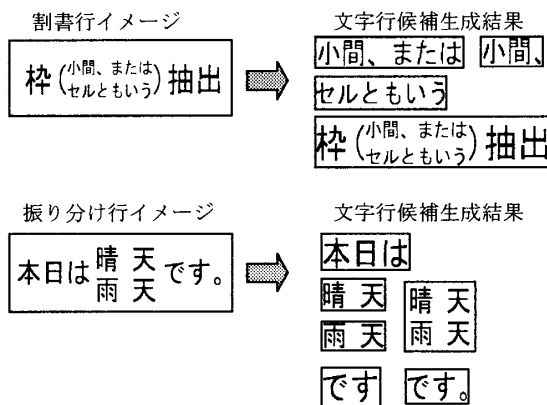 割書行イメージ
枠(小間、または
セルともいう)抽出
文字行候補生成結果
小間、または
小間、
セルともいう
枠(小間、または
セルともいう)抽出
振り分け行イメージ
本日は晴天です。
雨天
文字行候補生成結果
本日は
晴天
雨天
晴天
雨天
です
です。